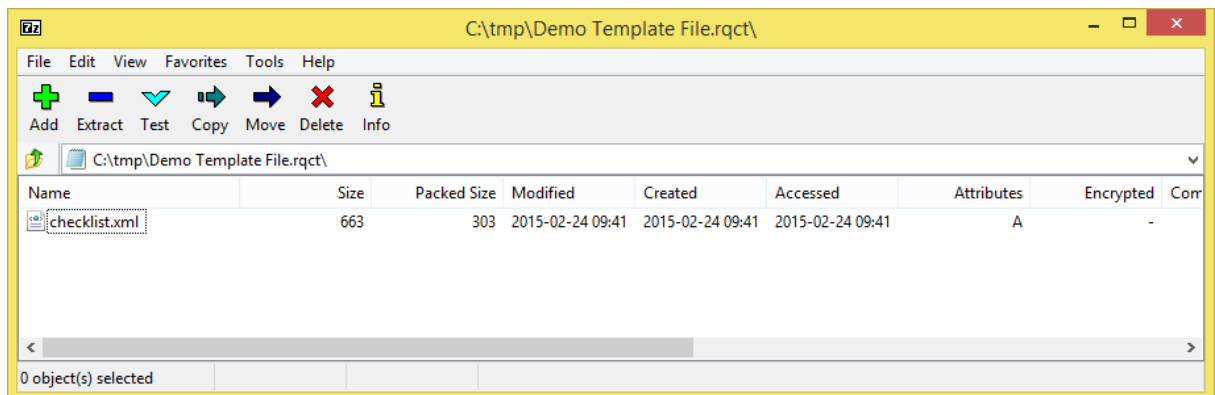 7z C:\tmp\Demo Template File.rqct\
File Edit View Favorites Tools Help
Add Extract Test Copy Move Delete Info
C:\tmp\Demo Template File.rqct\
Name Size Packed Size Modified Created Accessed Attributes Encrypted Com
checklist.xml 663 303 2015-02-24 09:41 2015-02-24 09:41 2015-02-24 09:41 A -
0 object(s) selected